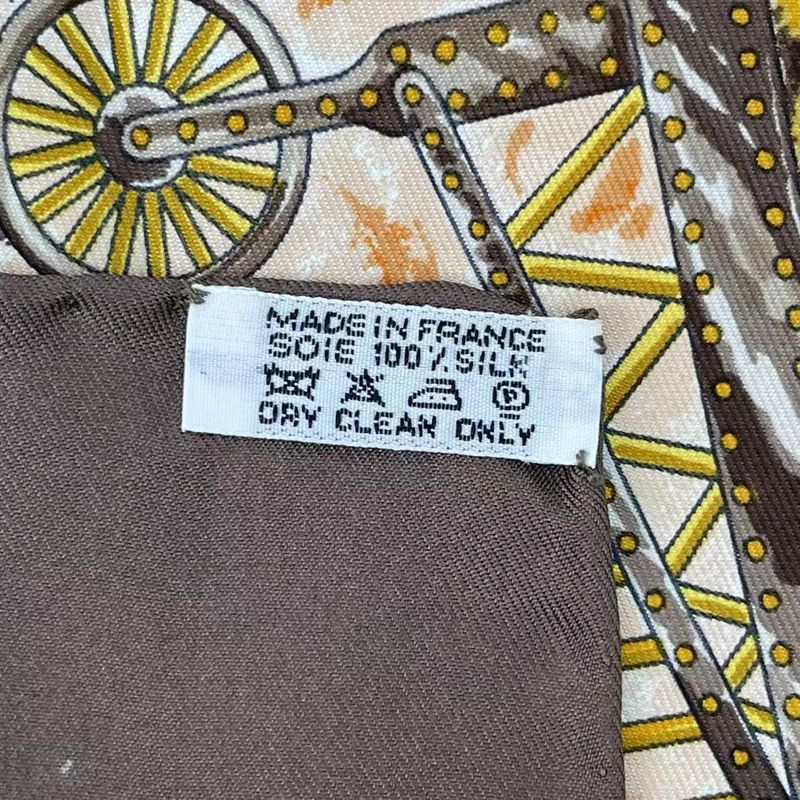 MADE IN FRANCE
SOIE 100% SILK
P
DRY CLEAN ONLY